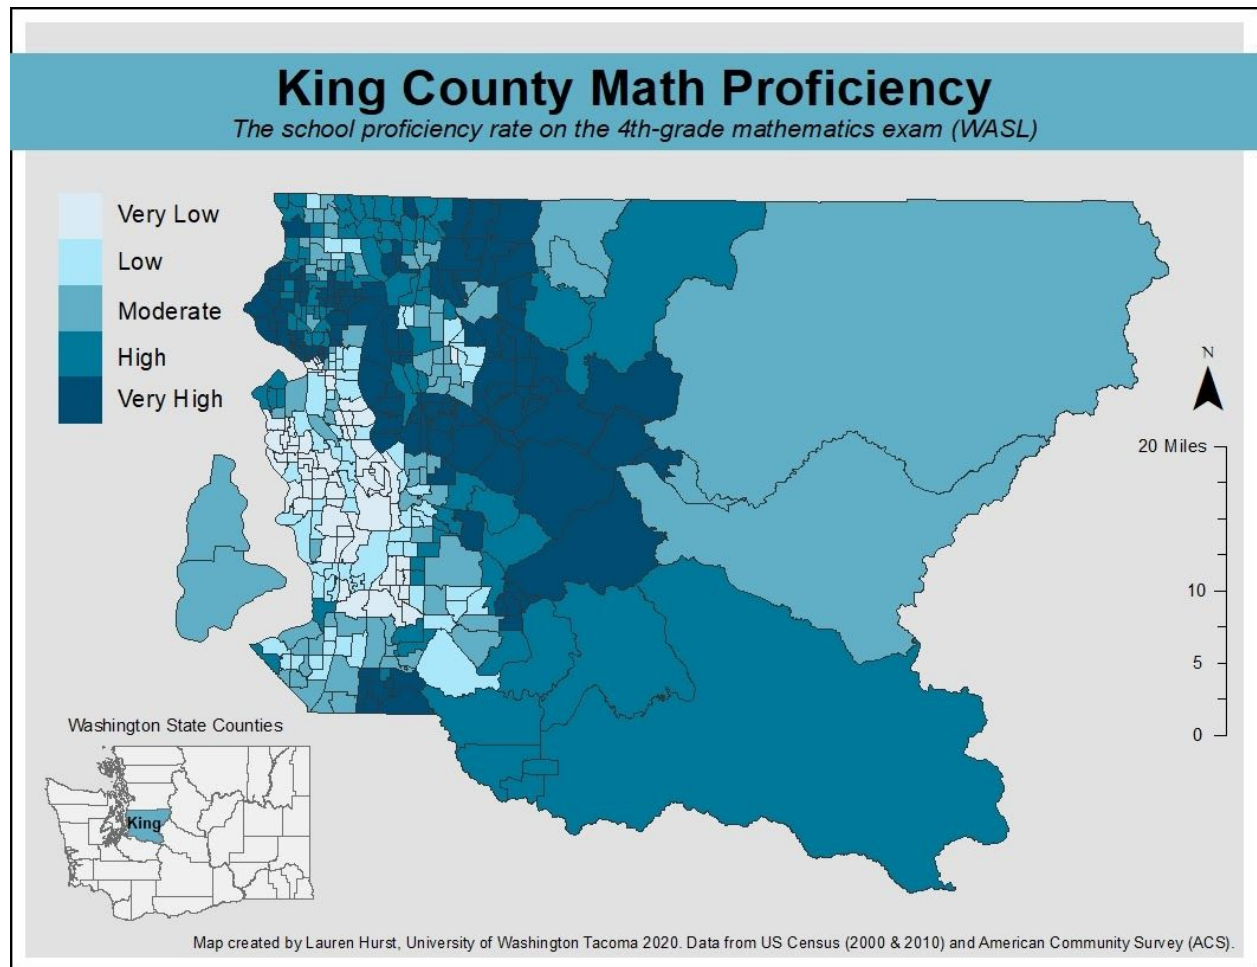 King County Math Proficiency
The school proficiency rate on the 4th-grade mathematics exam (WASL)
Very Low
Low
Moderate
High
Very High
N
20 Miles
10
5
0
Washington State Counties
King
Map created by Lauren Hurst, University of Washington Tacoma 2020. Data from US Census (2000 & 2010) and American Community Survey (ACS).